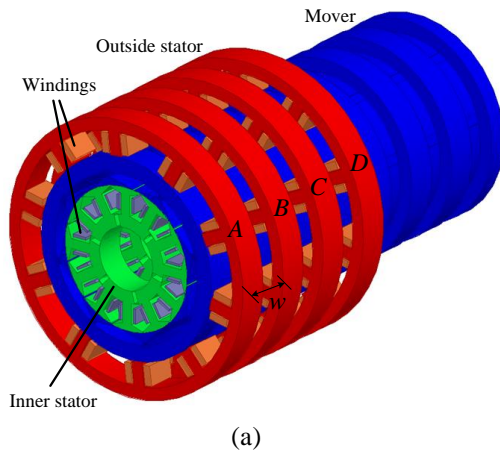 Mover
Outside stator
Windings
A
B
C
D
w
Inner stator
(a)